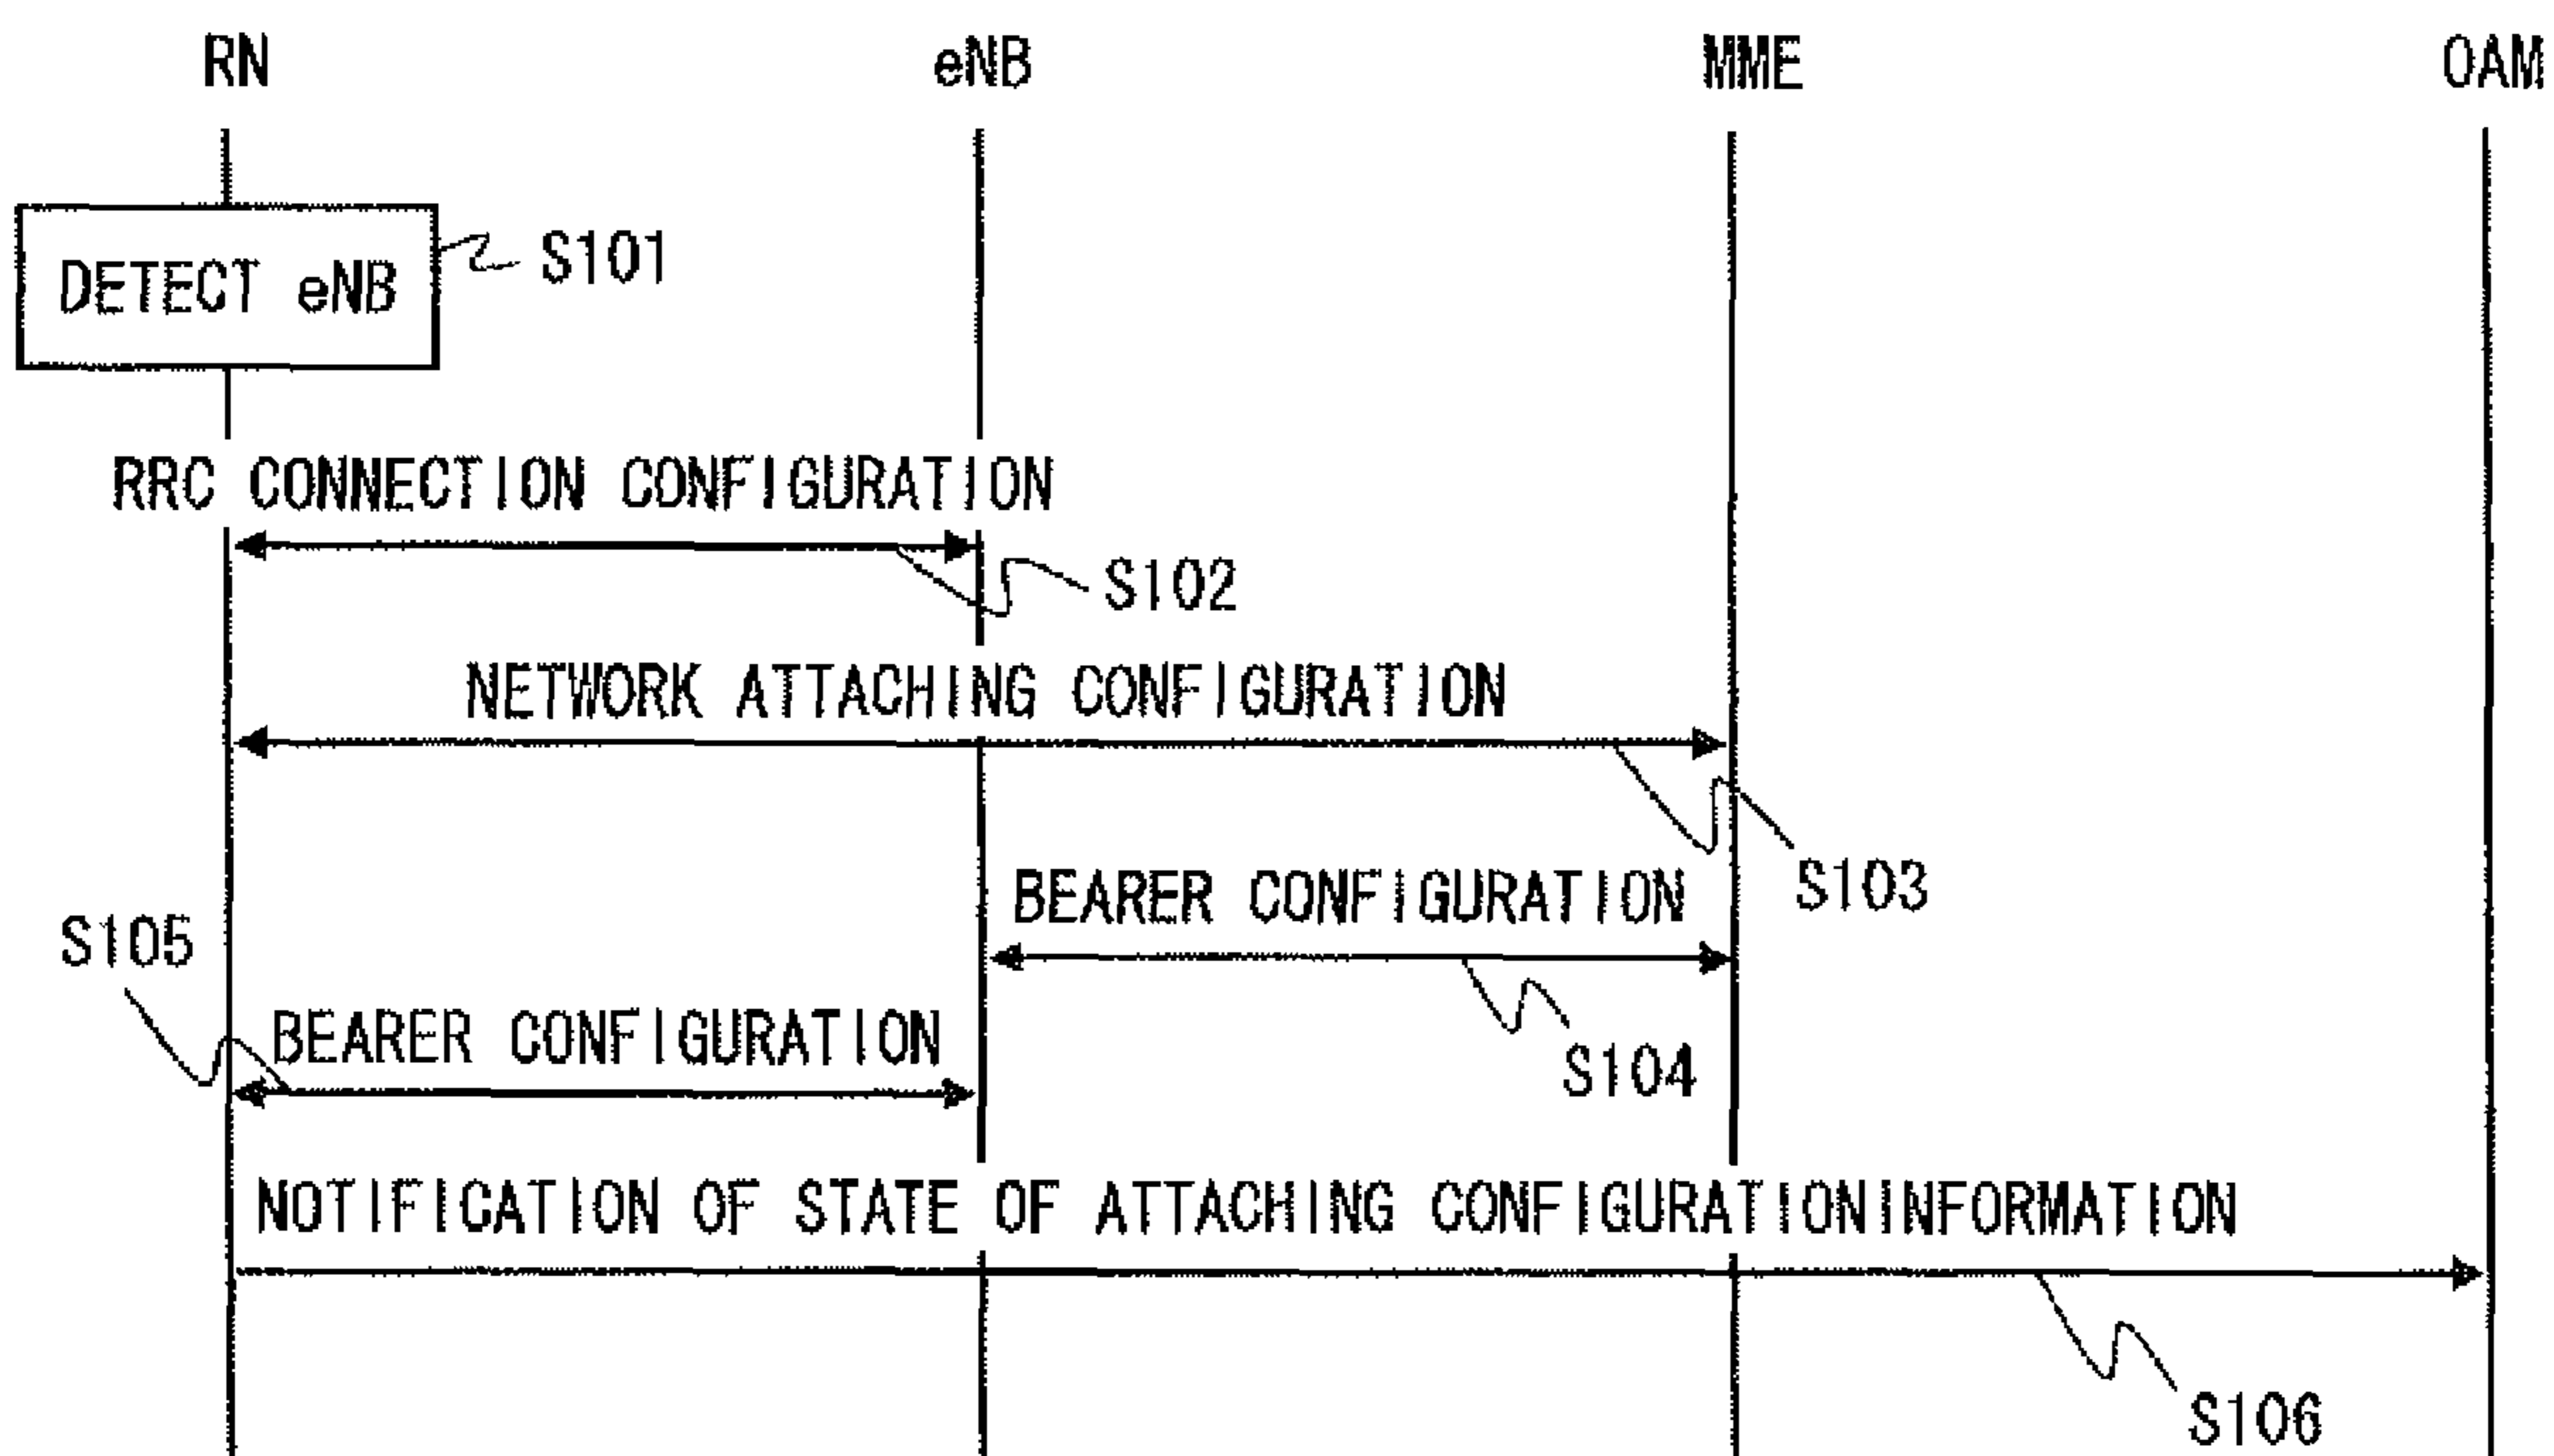 RN eNB MME OAM
DETECT eNB
S101
RRC CONNECTION CONFIGURATION
S102
NETWORK ATTACHING CONFIGURATION
S103
BEARER CONFIGURATION
S104
S105
BEARER CONFIGURATION
NOTIFICATION OF STATE OF ATTACHING CONFIGURATIONINFORMATION
S106